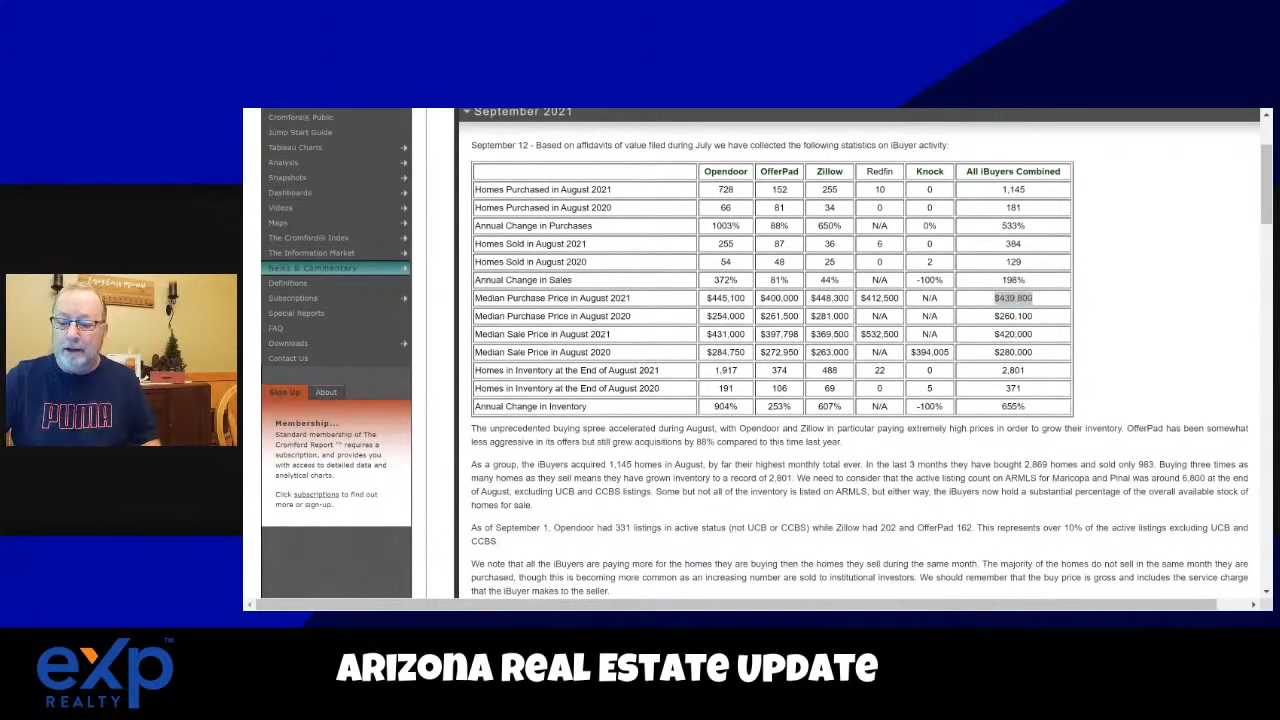 September 2021
Cromford® Public
Jump Start Guide
Tableau Charts
Analysis
Snapshots
Dashboards
Videos
Maps
The Cromford® Index
The Information Market
News & Commentary
Definitions
Subscriptions
Special Reports
FAQ
Downloads
Contact Us
Sign Up About
Membership...
Standard membership of The
Cromford Report ™ requires a
subscription, and provides you
with access to detailed data and
analytical charts.
Click subscriptions to find out
more or sign-up.
September 12 - Based on affidavits of value filed during July we have collected the following statistics on iBuyer activity:
Opendoor OfferPad Zillow Redfin Knock All iBuyers Combined
Homes Purchased in August 2021 728 152 255 10 0 1,145
Homes Purchased in August 2020 66 81 34 0 0 181
Annual Change in Purchases 1003% 88% 650% N/A 0% 533%
Homes Sold in August 2021 255 87 36 6 0 384
Homes Sold in August 2020 54 48 25 0 2 129
Annual Change in Sales 372% 81% 44% N/A -100% 198%
Median Purchase Price in August 2021 $445,100 $400,000 $448,300 $412,500 N/A $439,800
Median Purchase Price in August 2020 $254,000 $261,500 $281,000 N/A N/A $260,100
Median Sale Price in August 2021 $431,000 $397,798 $369,500 $532,500 N/A $420,000
Median Sale Price in August 2020 $284,750 $272,950 $263,000 N/A $394,005 $280,000
Homes in Inventory at the End of August 2021 1,917 374 488 22 0 2,801
Homes in Inventory at the End of August 2020 191 106 69 0 5 371
Annual Change in Inventory 904% 253% 607% N/A -100% 655%
The unprecedented buying spree accelerated during August, with Opendoor and Zillow in particular paying extremely high prices in order to grow their inventory. OfferPad has been somewhat
less aggressive in its offers but still grew acquisitions by 88% compared to this time last year.
As a group, the iBuyers acquired 1,145 homes in August, by far their highest monthly total ever. In the last 3 months they have bought 2,869 homes and sold only 983. Buying three times as
many homes as they sell means they have grown inventory to a record of 2,801. We need to consider that the active listing count on ARMLS for Maricopa and Pinal was around 6,800 at the end
of August, excluding UCB and CCBS listings. Some but not all of the inventory is listed on ARMLS, but either way, the iBuyers now hold a substantial percentage of the overall available stock of
homes for sale.
As of September 1, Opendoor had 331 listings in active status (not UCB or CCBS) while Zillow had 202 and OfferPad 162. This represents over 10% of the active listings excluding UCB and
CCBS.
We note that all the iBuyers are paying more for the homes they are buying then the homes they sell during the same month. The majority of the homes do not sell in the same month they are
purchased, though this is becoming more common as an increasing number are sold to institutional investors. We should remember that the buy price is gross and includes the service charge
that the iBuyer makes to the seller.
PUMA
eXp
REALTY
TM
ARIZONA REAL ESTATE UPDATE